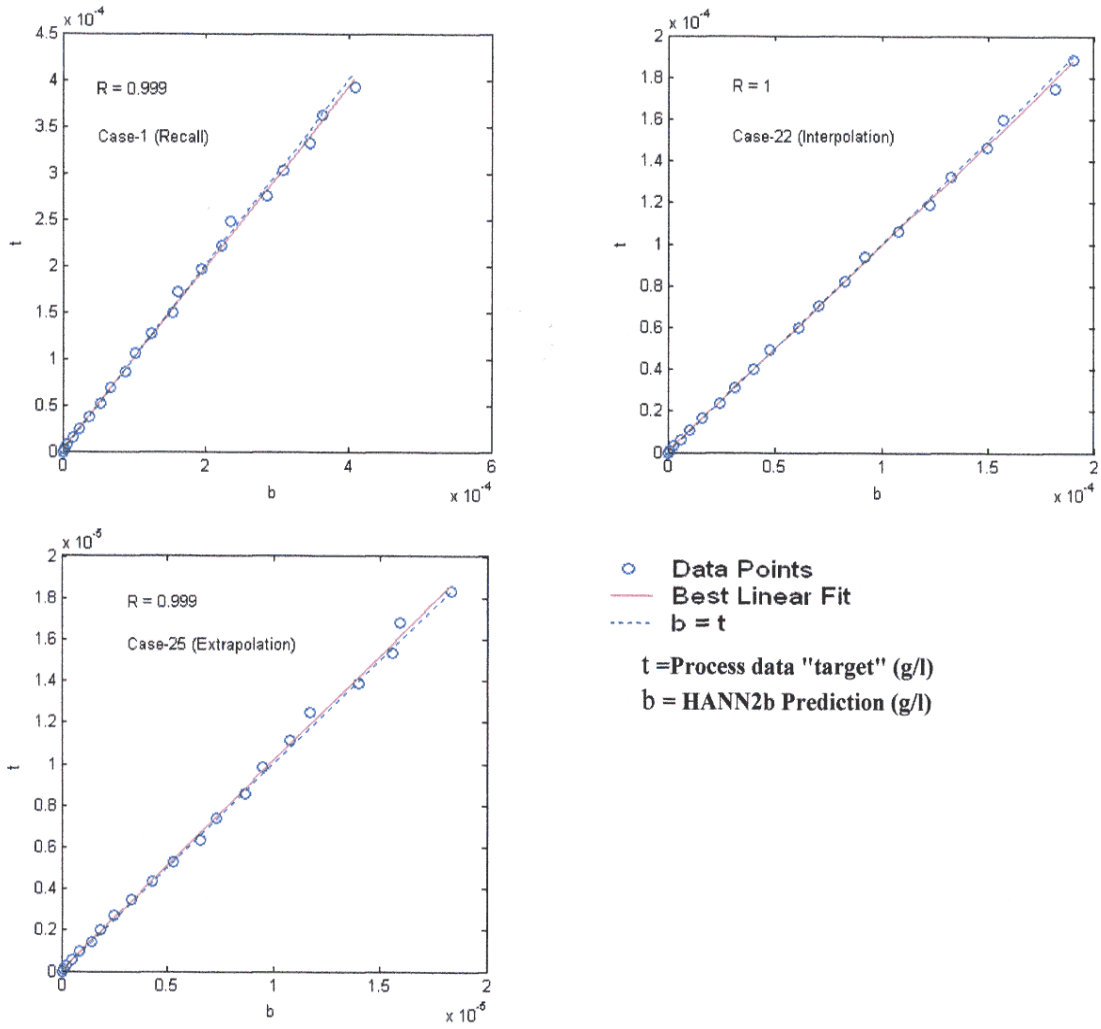 x 10⁻⁴
4.5
4
3.5
3
2.5
2
1.5
1
0.5
0
t
R = 0.999
Case-1 (Recall)
0
2
4
6
b
x 10⁻⁴
x 10⁻⁴
2
1.8
1.6
1.4
1.2
1
0.8
0.6
0.4
0.2
0
t
R = 1
Case-22 (Interpolation)
0
0.5
1
1.5
2
b
x 10⁻⁴
x 10⁻⁵
2
1.8
1.6
1.4
1.2
1
0.8
0.6
0.4
0.2
0
t
R = 0.999
Case-25 (Extrapolation)
0
0.5
1
1.5
2
b
x 10⁻⁵
Data Points
Best Linear Fit
b = t
t =Process data "target" (g/l)
b = HANN2b Prediction (g/l)